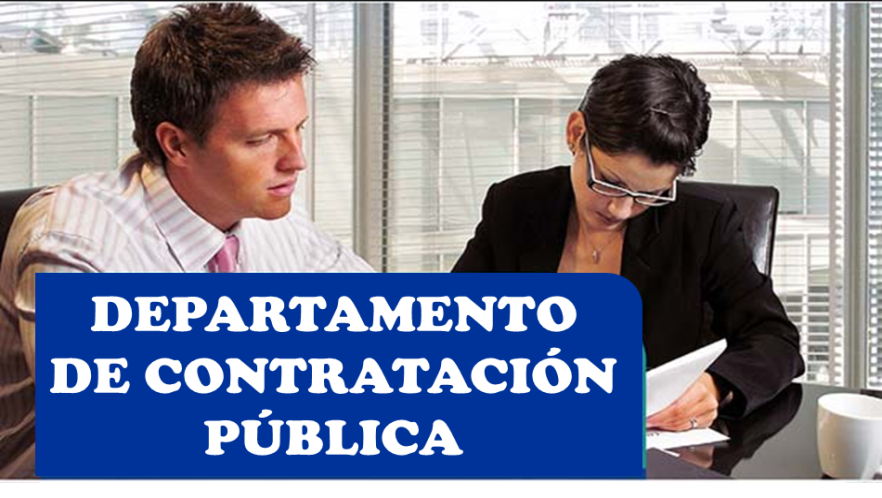 DEPARTAMENTO
DE CONTRATACIÓN
PÚBLICA